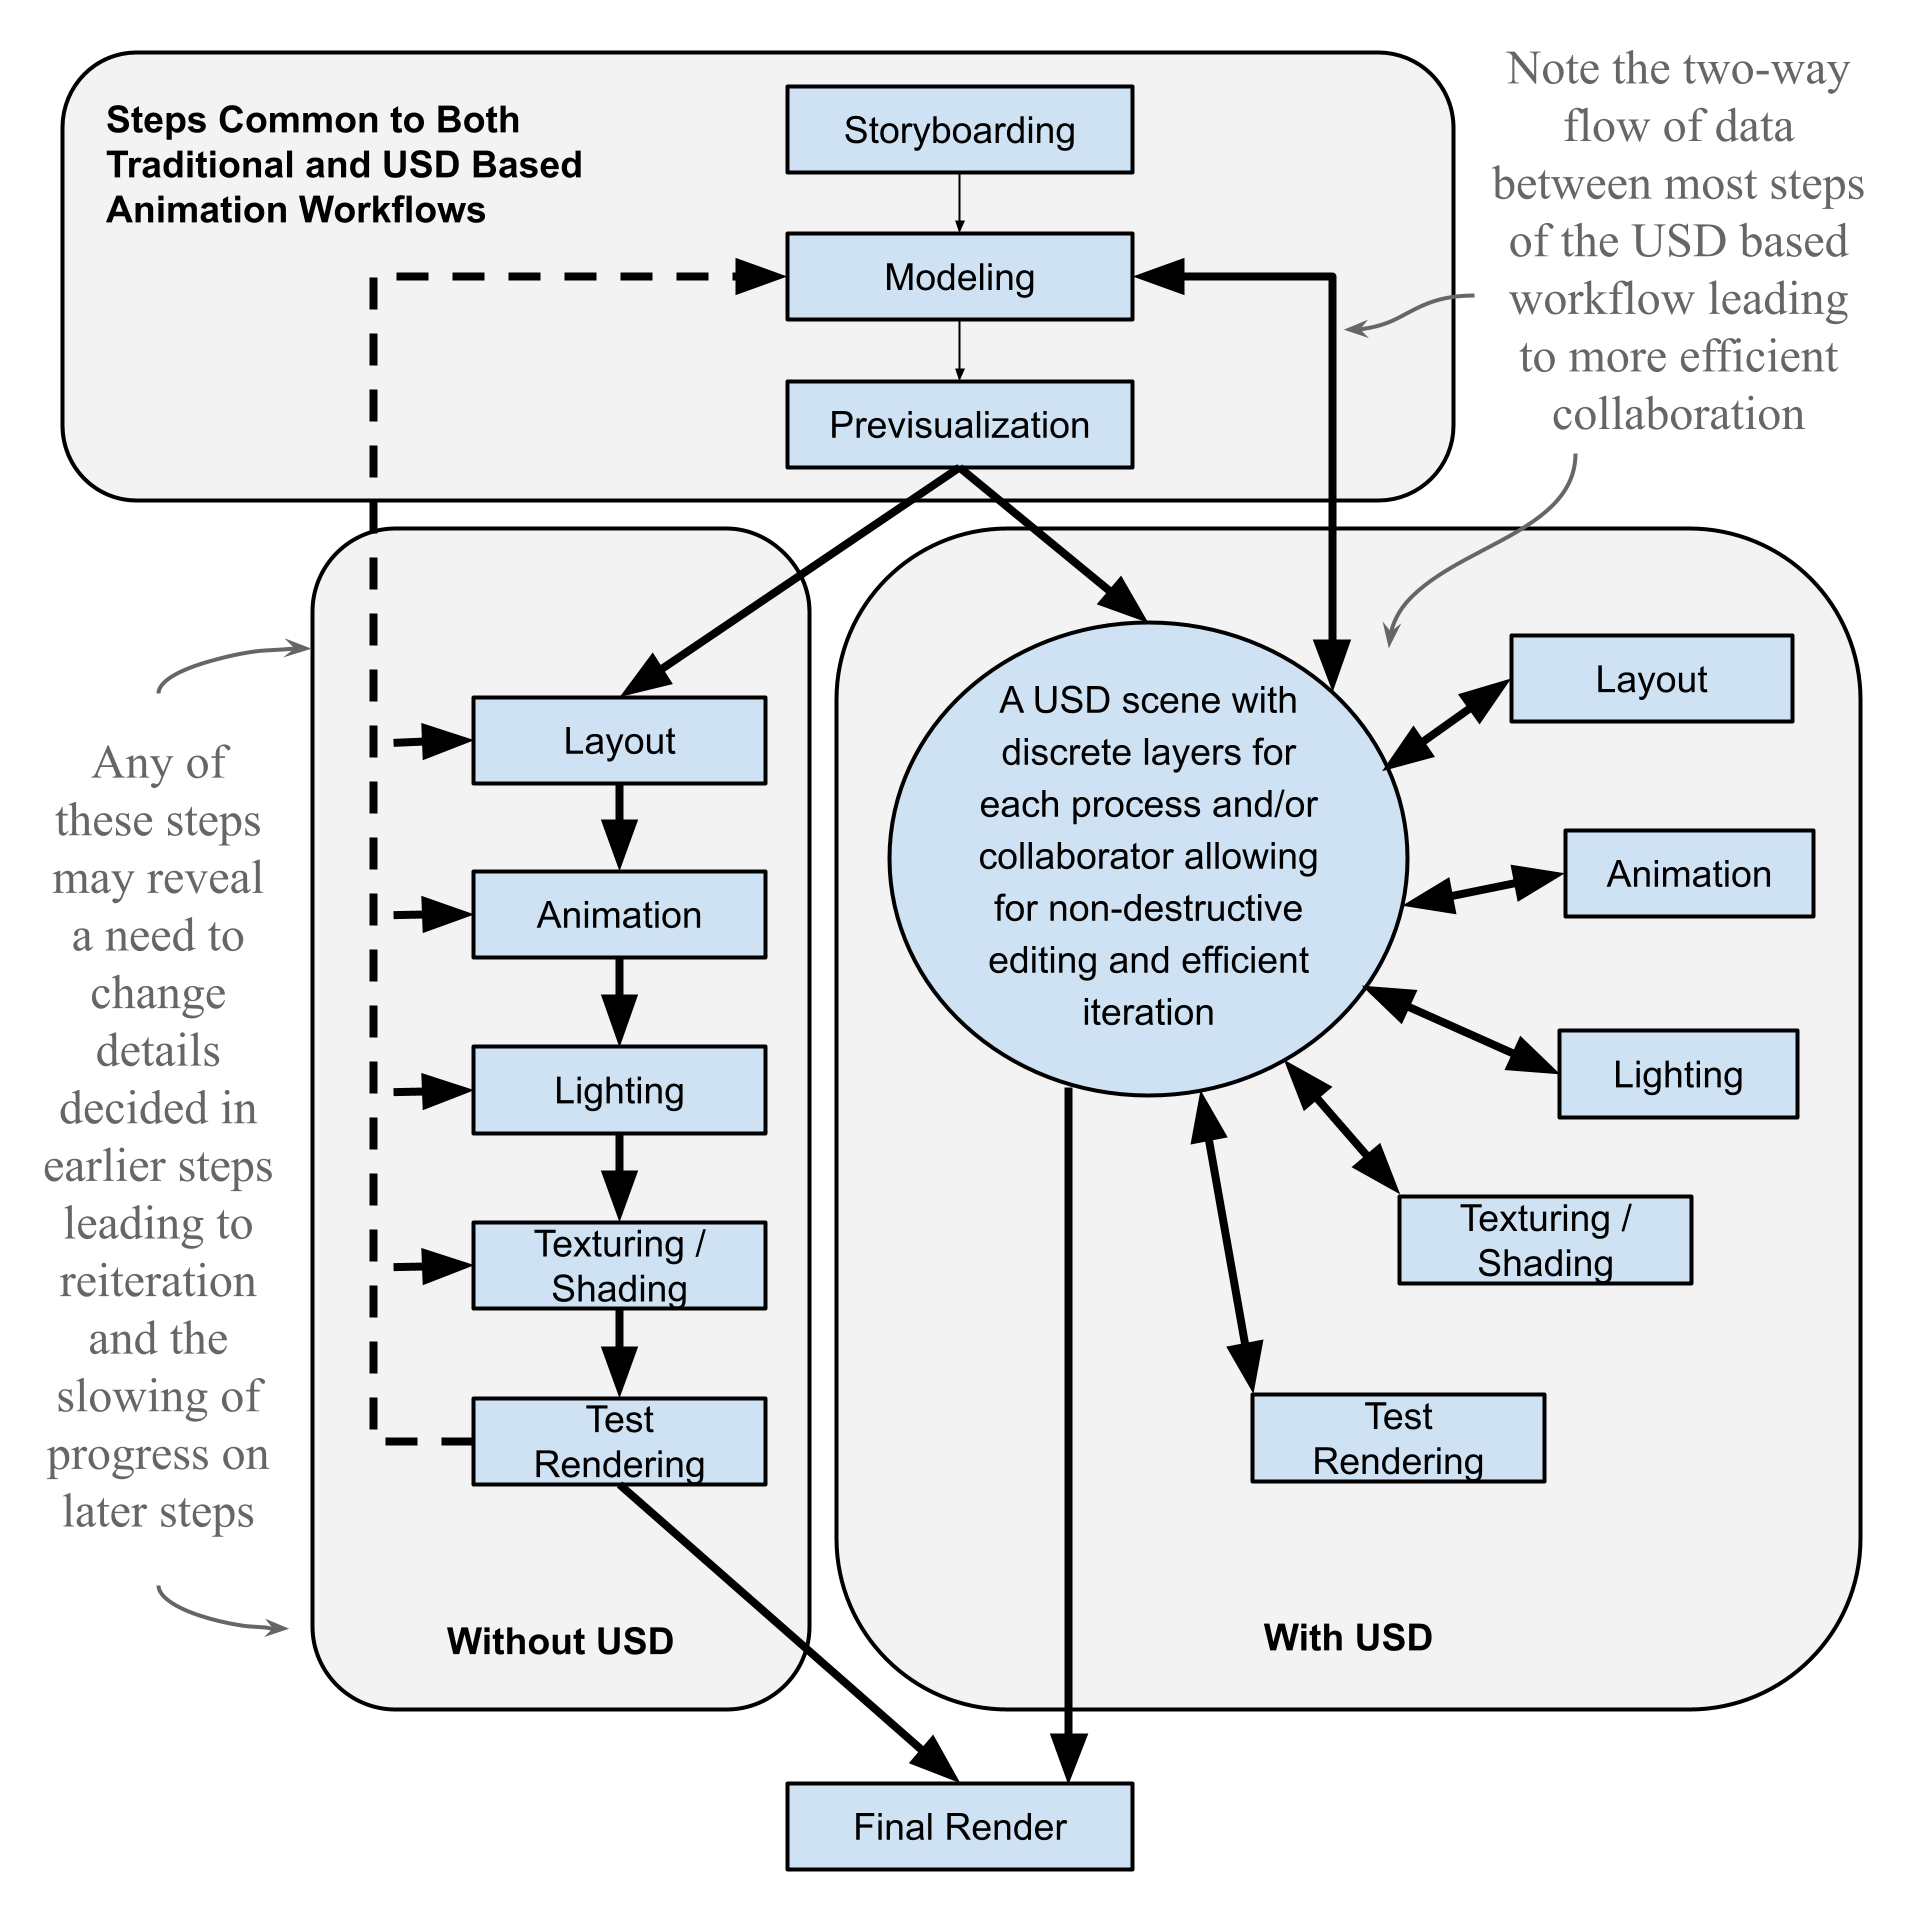 Steps Common to Both
Traditional and USD Based
Animation Workflows
Storyboarding
Modeling
Previsualization
Note the two-way
flow of data
between most steps
of the USD based
workflow leading
to more efficient
collaboration
Any of
these steps
may reveal
a need to
change
details
decided in
earlier steps
leading to
reiteration
and the
slowing of
progress on
later steps
Layout
Animation
Lighting
Texturing /
Shading
Test
Rendering
Without USD
A USD scene with
discrete layers for
each process and/or
collaborator allowing
for non-destructive
editing and efficient
iteration
Layout
Animation
Lighting
Texturing /
Shading
Test
Rendering
With USD
Final Render